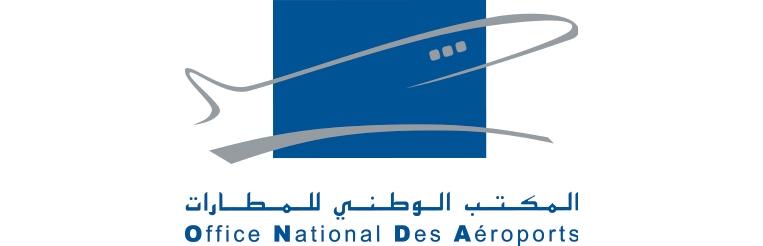 المكتب الوطني للمطارات
Office National Des Aéroports